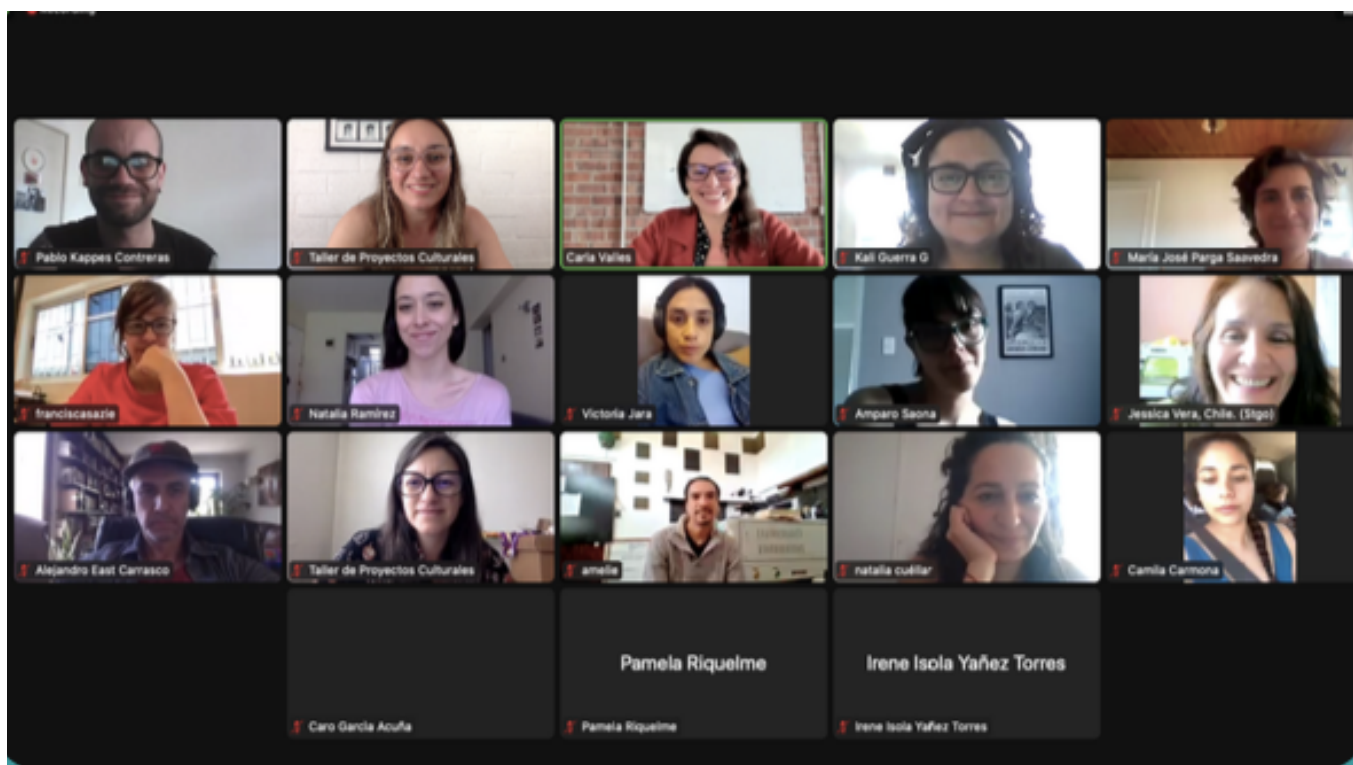 Recording
Pablo Kappes Contreras
Taller de Proyectos Culturales
Carla Valles
Kali Guerra G
María José Parga Saavedra
franciscasazie
Natalia Ramírez
Victoria Jara
Amparo Saona
Jessica Vera, Chile. (Stgo)
Alejandro East Carrasco
Taller de Proyectos Culturales
amelie
natalia cuéllar
Camila Carmona
Pamela Riquelme
Irene Isola Yañez Torres
Caro García Acuña
Pamela Riquelme
Irene Isola Yañez Torres